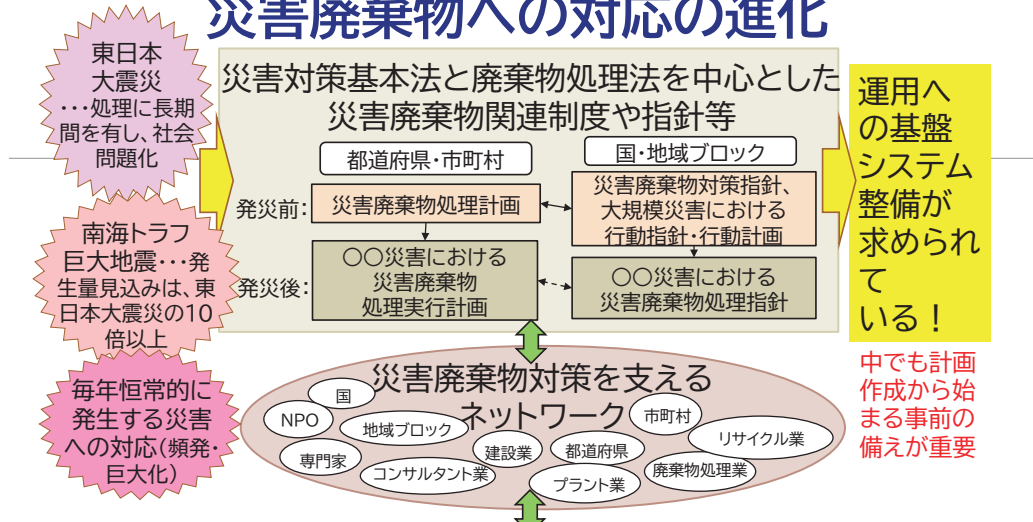 災害廃棄物への対応の進化
東日本
大震災
・・・処理に長期
間を有し、社会
問題化
南海トラフ
巨大地震・・・発
生量見込みは、東
日本大震災の10
倍以上
毎年恒常的に
発生する災害
への対応(頻発・
巨大化)
災害対策基本法と廃棄物処理法を中心とした
災害廃棄物関連制度や指針等
都道府県・市町村
国・地域ブロック
発災前:
災害廃棄物処理計画
災害廃棄物対策指針、
大規模災害における
行動指針・行動計画
発災後:
〇〇災害における
災害廃棄物
処理実行計画
〇〇災害における
災害廃棄物処理指針
災害廃棄物対策を支える
ネットワーク
国
NPO
地域ブロック
専門家
コンサルタント業
建設業
都道府県
プラント業
市町村
リサイクル業
廃棄物処理業
運用へ
の基盤
システム
整備が
求められ
て
いる！
中でも計画
作成から始
まる事前の
備えが重要